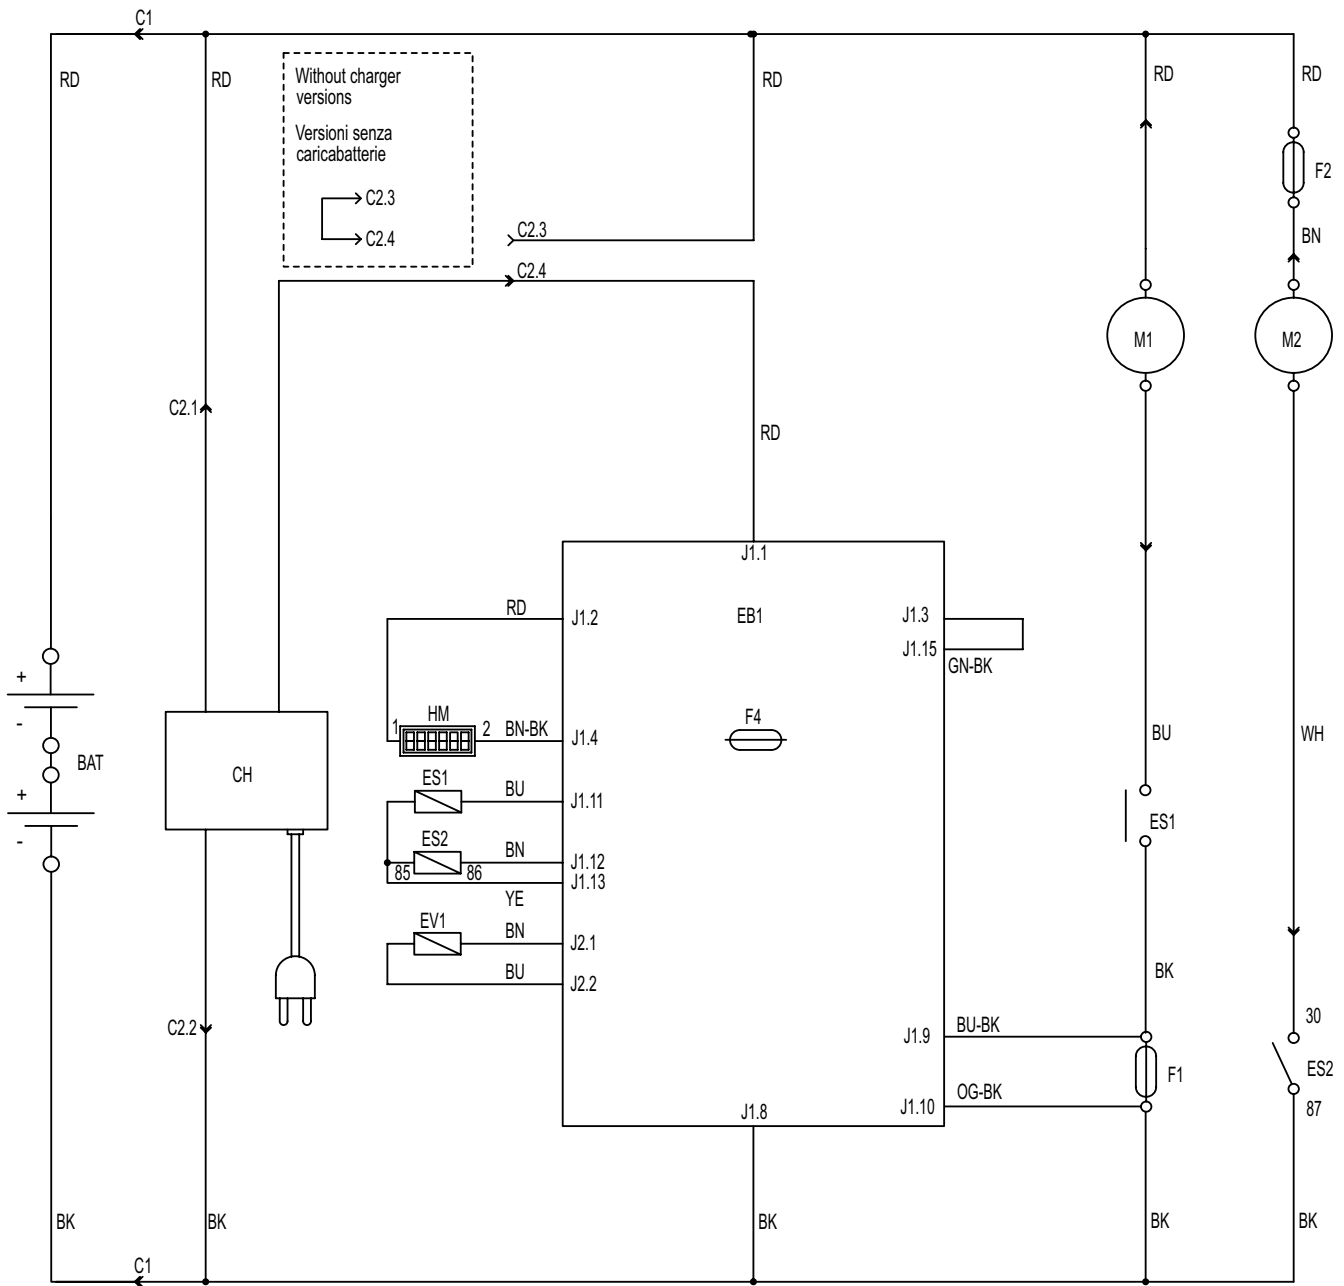 C1
RD
RD
RD
RD
RD
Without charger
versions
Versioni senza
caricabatterie
C2.3
C2.4
F2
C2.3
BN
C2.4
M1
M2
C2.1
RD
J1.1
RD
J1.2
EB1
J1.3
J1.15
GN-BK
+
-
BAT
+
-
CH
HM
1
2
BN-BK
J1.4
F4
BU
WH
ES1
BU
J1.11
ES1
ES2
BN
J1.12
85
86
J1.13
YE
EV1
BN
J2.1
BU
J2.2
BK
C2.2
J1.9
BU-BK
30
F1
ES2
J1.10
OG-BK
87
J1.8
BK
BK
BK
BK
BK
C1